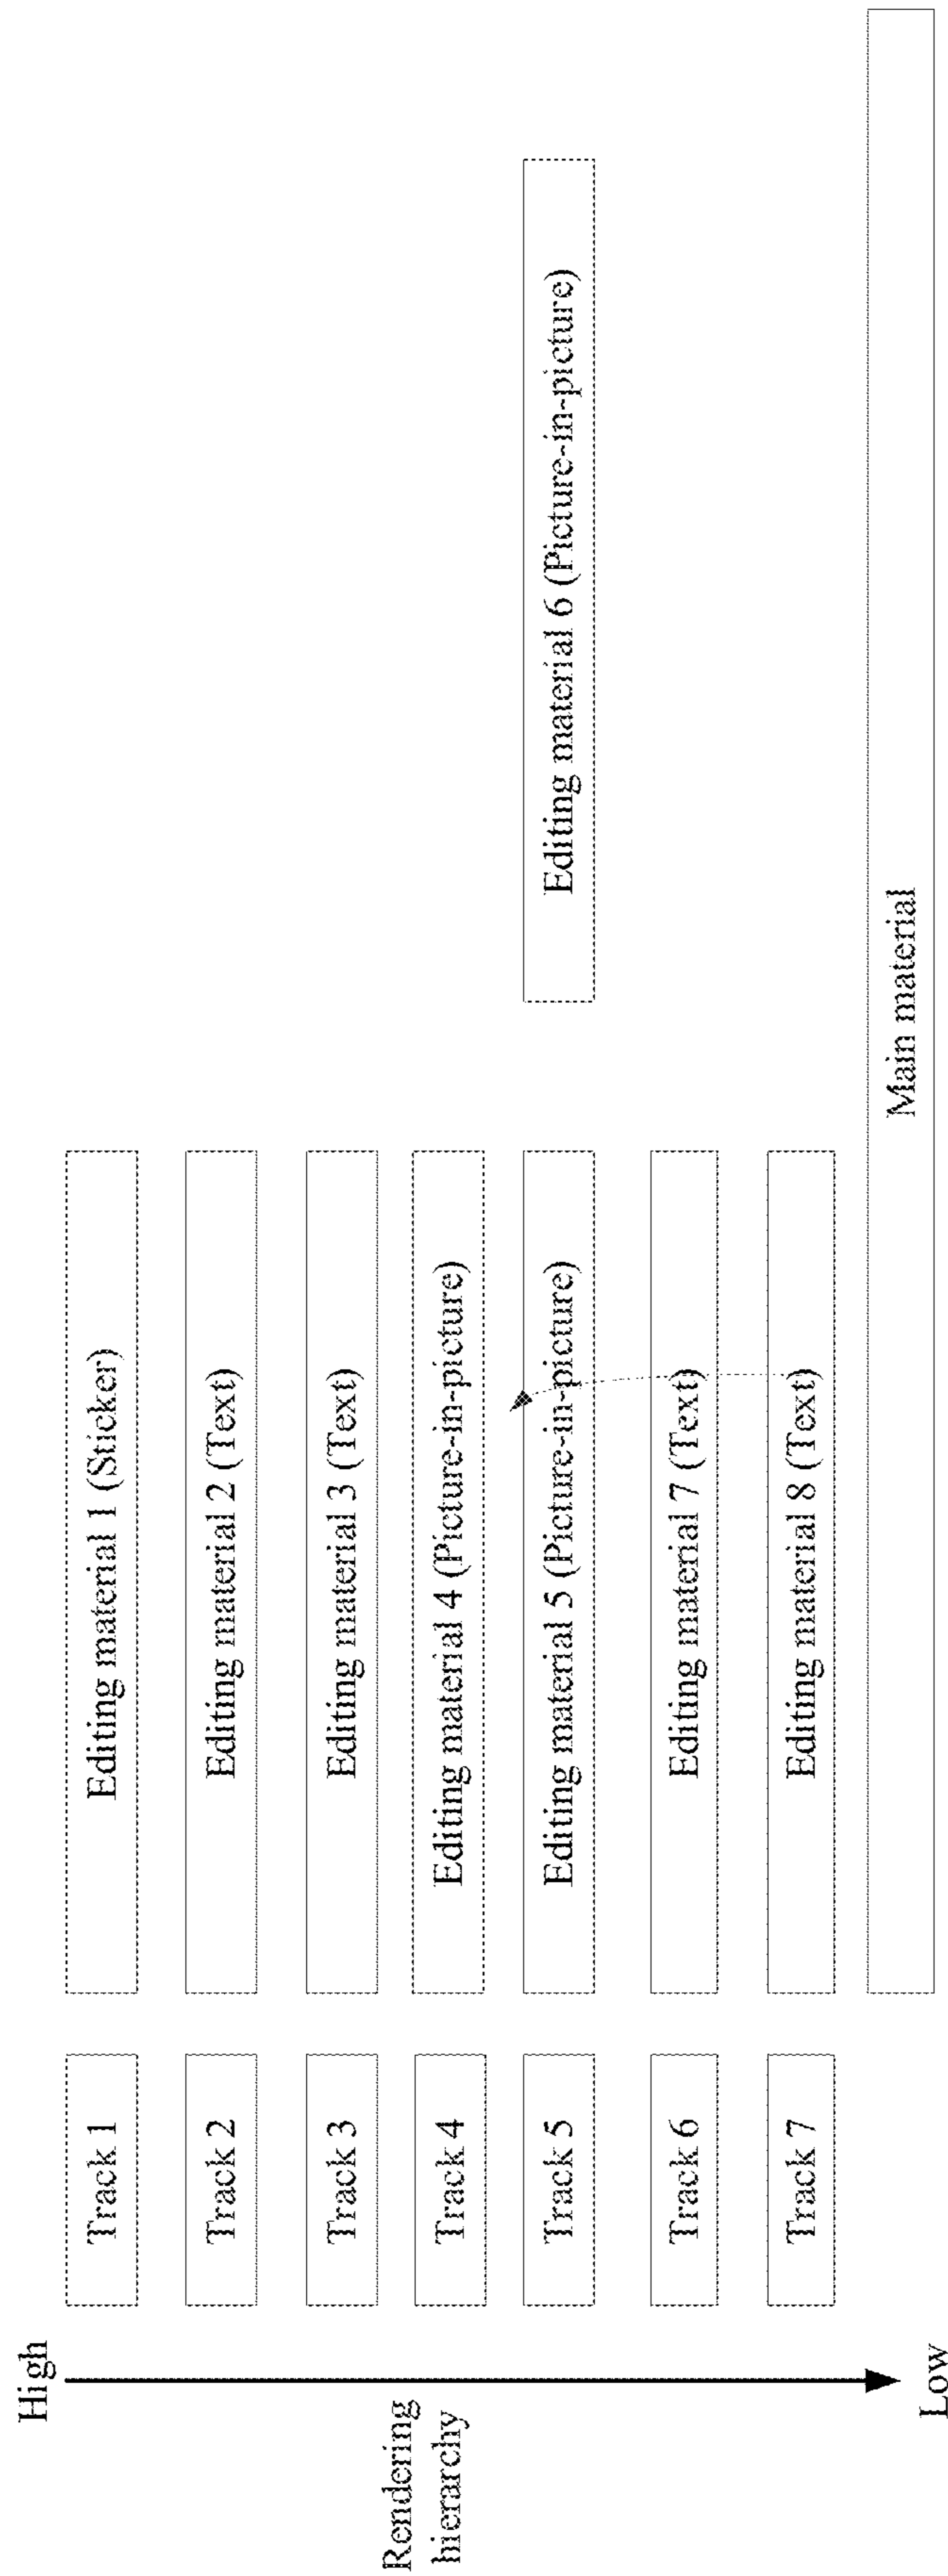 High
Rendering
hierarchy
Low
Track 1
Editing material 1 (Sticker)
Track 2
Editing material 2 (Text)
Track 3
Editing material 3 (Text)
Track 4
Editing material 4 (Picture-in-picture)
Track 5
Editing material 5 (Picture-in-picture)
Editing material 6 (Picture-in-picture)
Track 6
Editing material 7 (Text)
Track 7
Editing material 8 (Text)
Main material